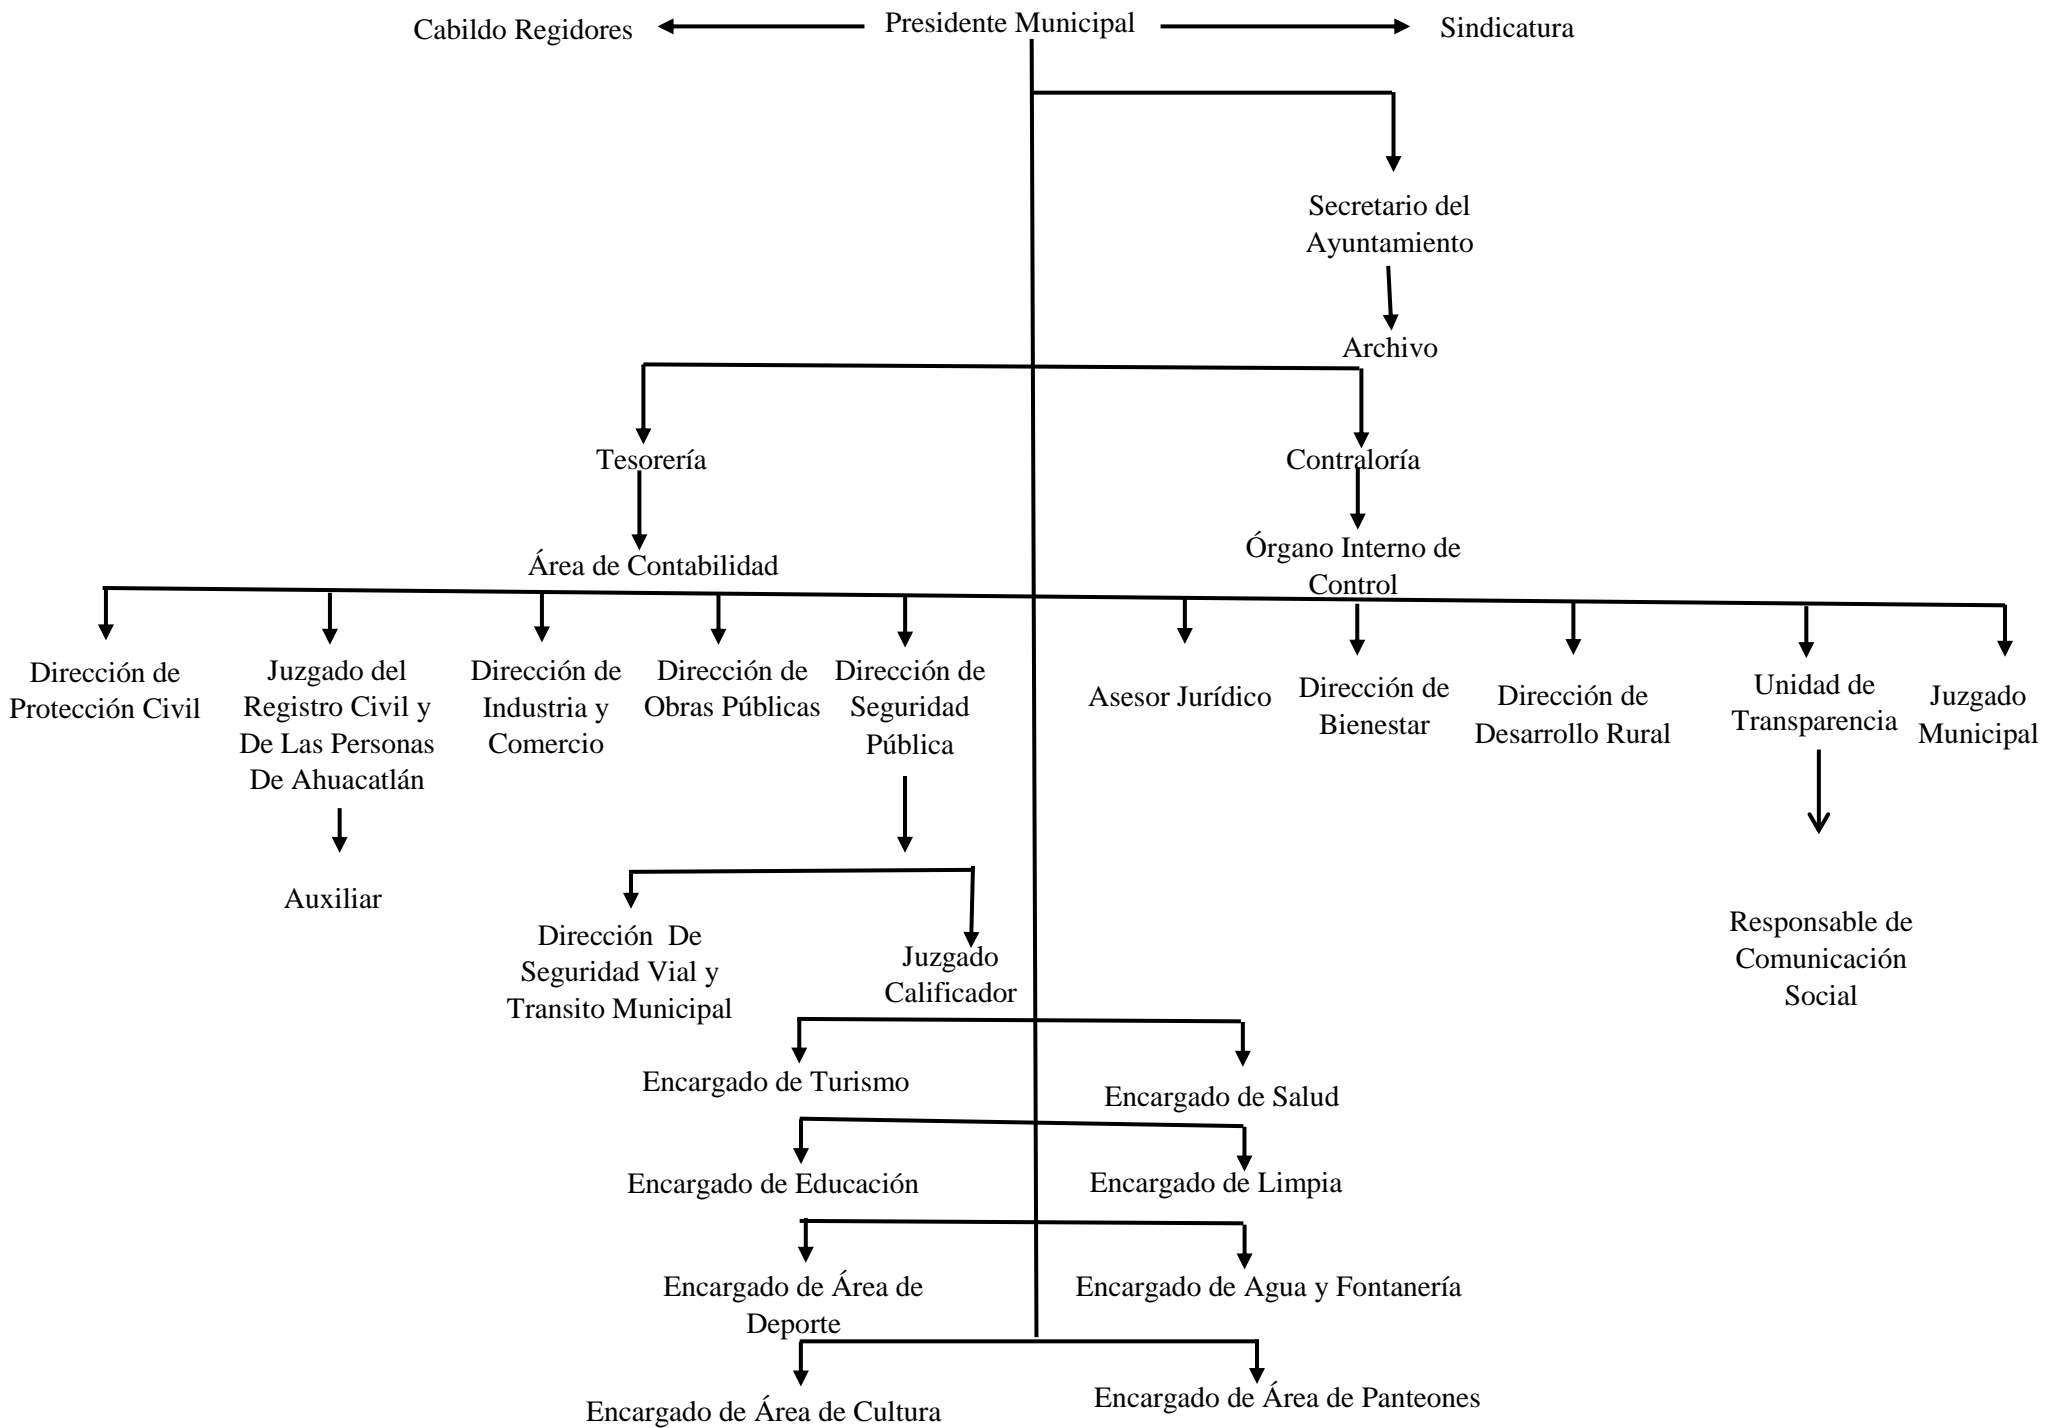 Cabildo Regidores
Presidente Municipal
Sindicatura
Secretario del
Ayuntamiento
Archivo
Tesorería
Contraloría
Área de Contabilidad
Órgano Interno de
Control
Dirección de
Protección Civil
Juzgado del
Registro Civil y
De Las Personas
De Ahuacatlán
Dirección de
Industria y
Comercio
Dirección de
Obras Públicas
Dirección de
Seguridad
Pública
Asesor Jurídico
Dirección de
Bienestar
Dirección de
Desarrollo Rural
Unidad de
Transparencia
Juzgado
Municipal
Auxiliar
Dirección  De
Seguridad Vial y
Transito Municipal
Juzgado
Calificador
Responsable de
Comunicación
Social
Encargado de Turismo
Encargado de Salud
Encargado de Educación
Encargado de Limpia
Encargado de Área de
Deporte
Encargado de Agua y Fontanería
Encargado de Área de Cultura
Encargado de Área de Panteones